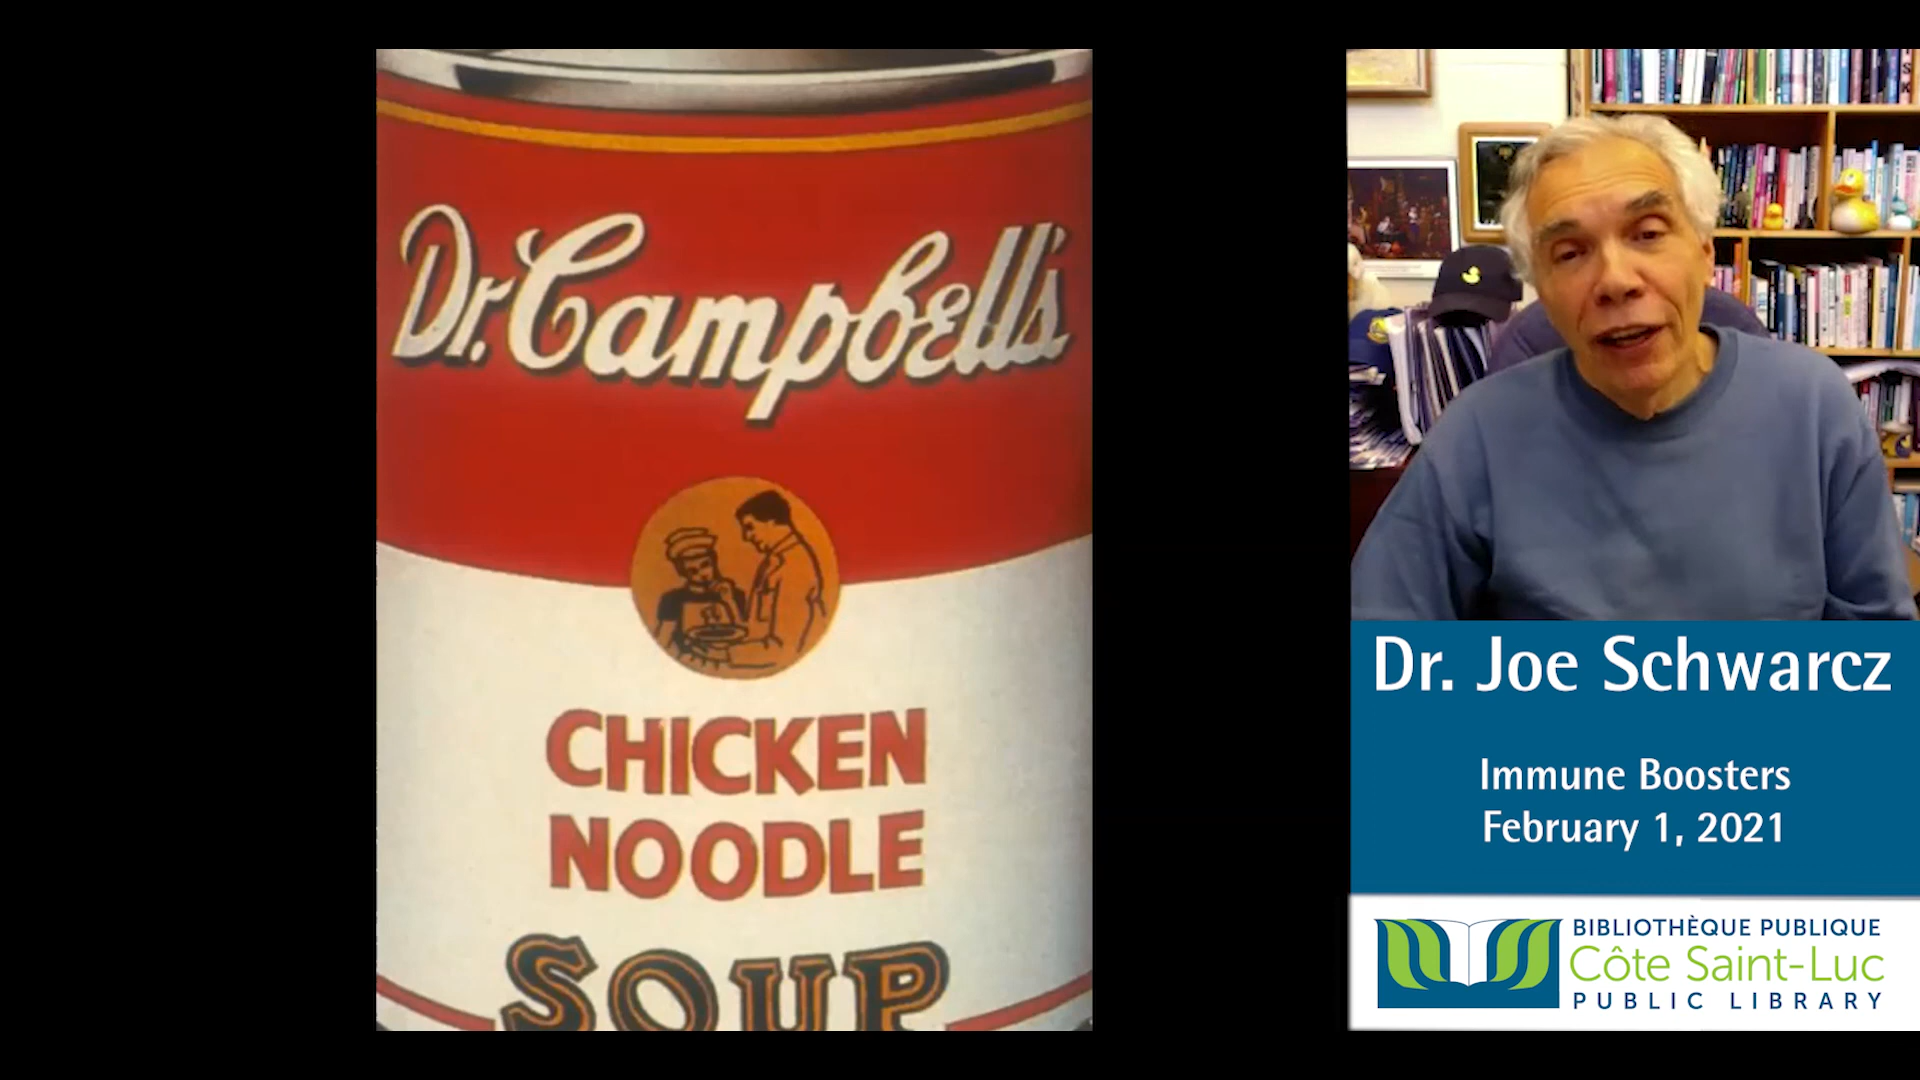 Dr. Campbell's
CHICKEN
NOODLE
SOUP
Dr. Joe Schwarcz
Immune Boosters
February 1, 2021
BIBLIOTHÈQUE PUBLIQUE
Côte Saint-Luc
PUBLIC LIBRARY